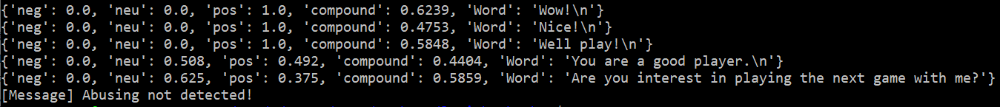 {'neg': 0.0, 'neu': 0.0, 'pos': 1.0, 'compound': 0.6239, 'Word': 'Wow!\n'}
{'neg': 0.0, 'neu': 0.0, 'pos': 1.0, 'compound': 0.4753, 'Word': 'Nice!\n'}
{'neg': 0.0, 'neu': 0.0, 'pos': 1.0, 'compound': 0.5848, 'Word': 'Well play!\n'}
{'neg': 0.0, 'neu': 0.508, 'pos': 0.492, 'compound': 0.4404, 'Word': 'You are a good player.\n'}
{'neg': 0.0, 'neu': 0.625, 'pos': 0.375, 'compound': 0.5859, 'Word': 'Are you interest in playing the next game with me?'}
[Message] Abusing not detected!